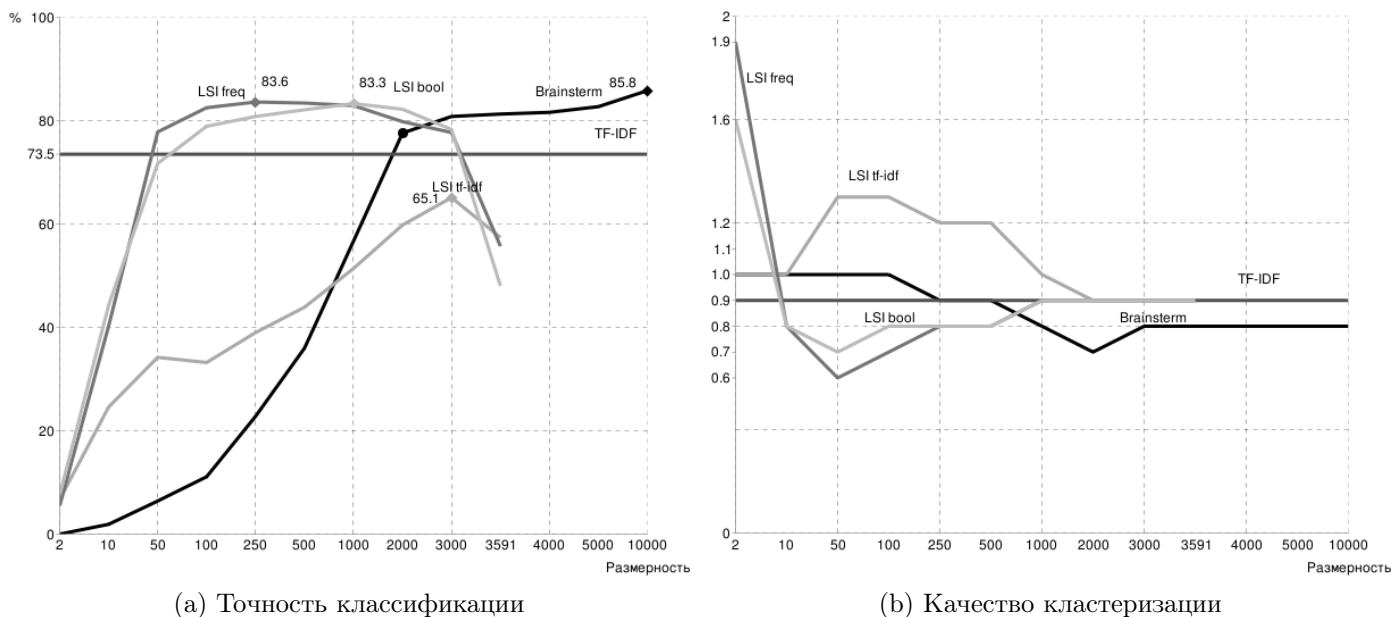 % 100
83.6
83.3
LSI freq
LSI bool
Brainsterm
85.8
80
TF-IDF
73.5
LSI tf-idf
65.1
60
40
20
0
2 10 50 100 250 500 1000 2000 3000 3591 4000 5000 10000
Размерность
(a) Точность классификации
2
1.9
LSI freq
1.6
LSI tf-idf
1.2
1.1
1.0
TF-IDF
0.9
LSI bool
Brainsterm
0.8
0.7
0.6
0
2 10 50 100 250 500 1000 2000 3000 3591 4000 5000 10000
Размерность
(b) Качество кластеризации